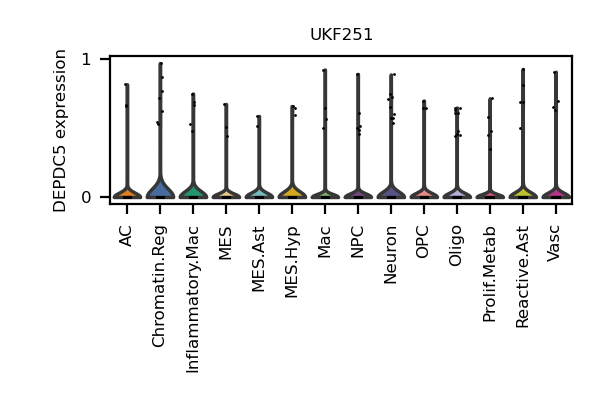 UKF251
DEPDC5 expression
1
0
AC
Chromatin.Reg
Inflammatory.Mac
MES
MES.Ast
MES.Hyp
Mac
NPC
Neuron
OPC
Oligo
Prolif.Metab
Reactive.Ast
Vasc